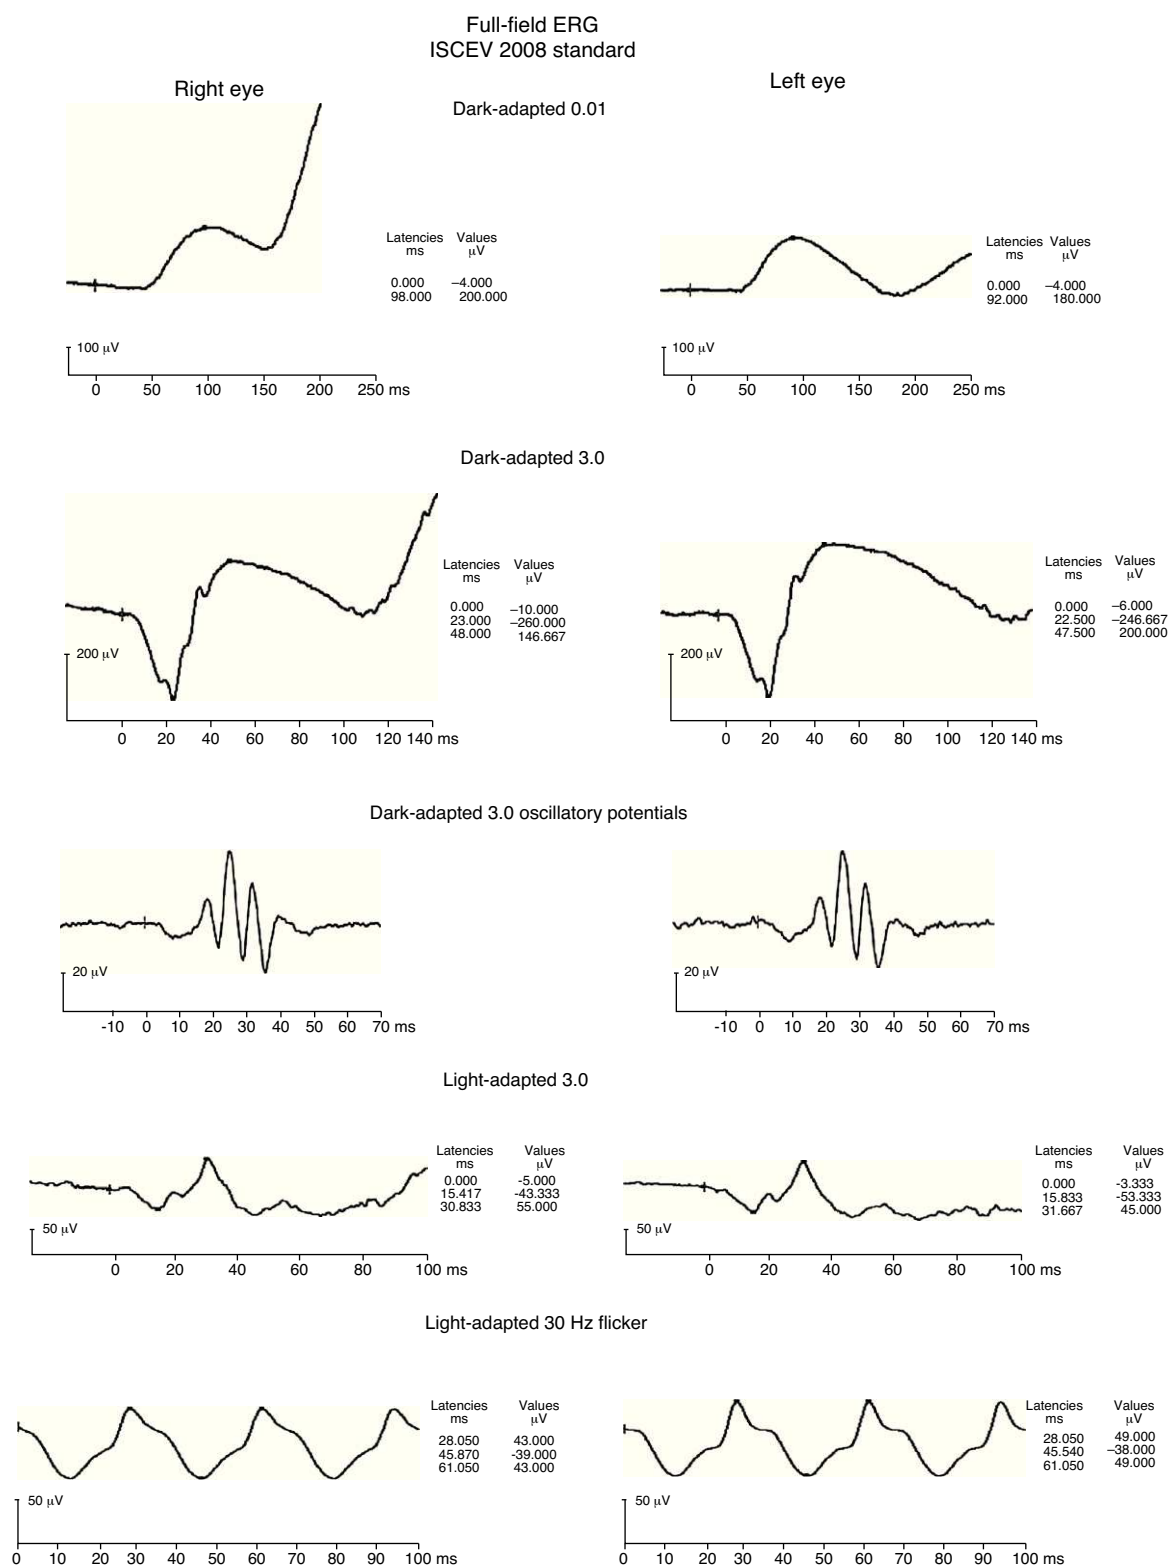 Full-field ERG
ISCEV 2008 standard
Right eye
Left eye
Dark-adapted 0.01
Latencies Values
ms μV
0.000 –4.000
98.000 200.000
100 μV
0 50 100 150 200 250 ms
Latencies Values
ms μV
0.000 –4.000
92.000 180.000
100 μV
0 50 100 150 200 250 ms
Dark-adapted 3.0
Latencies Values
ms μV
0.000 –10.000
23.000 –260.000
48.000 146.667
200 μV
0 20 40 60 80 100 120 140 ms
Latencies Values
ms μV
0.000 –6.000
22.500 –246.667
47.500 200.000
200 μV
0 20 40 60 80 100 120 140 ms
Dark-adapted 3.0 oscillatory potentials
20 μV
-10 0 10 20 30 40 50 60 70 ms
20 μV
-10 0 10 20 30 40 50 60 70 ms
Light-adapted 3.0
Latencies Values
ms μV
0.000 -5.000
15.417 -43.333
30.833 55.000
50 μV
0 20 40 60 80 100 ms
Latencies Values
ms μV
0.000 -3.333
15.833 -53.333
31.667 45.000
50 μV
0 20 40 60 80 100 ms
Light-adapted 30 Hz flicker
Latencies Values
ms μV
28.050 43.000
45.870 -39.000
61.050 43.000
50 μV
0 10 20 30 40 50 60 70 80 90 100 ms
Latencies Values
ms μV
28.050 49.000
45.540 –38.000
61.050 49.000
50 μV
0 10 20 30 40 50 60 70 80 90 100 ms